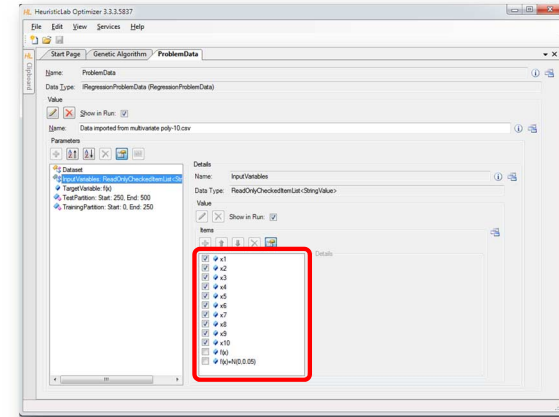 HL HeuristicLab Optimizer 3.3.3.5837
File Edit View Services Help
Start Page Genetic Algorithm ProblemData
Clipboard
Name: ProblemData
Data Type: IRegressionProblemData (RegressionProblemData)
Value
Show in Run:
Name: Data imported from multivariate poly-10.csv
Parameters
Dataset
InputVariables: ReadOnlyCheckedItemList<Stri
TargetVariable: f(x)
TestPartition: Start: 250, End: 500
TrainingPartition: Start: 0, End: 250
Details
Name: InputVariables
Data Type: ReadOnlyCheckedItemList<StringValue>
Value
Show in Run:
Items
x1
x2
x3
x4
x5
x6
x7
x8
x9
x10
f(x)
f(x)+N(0,0.05)
Details